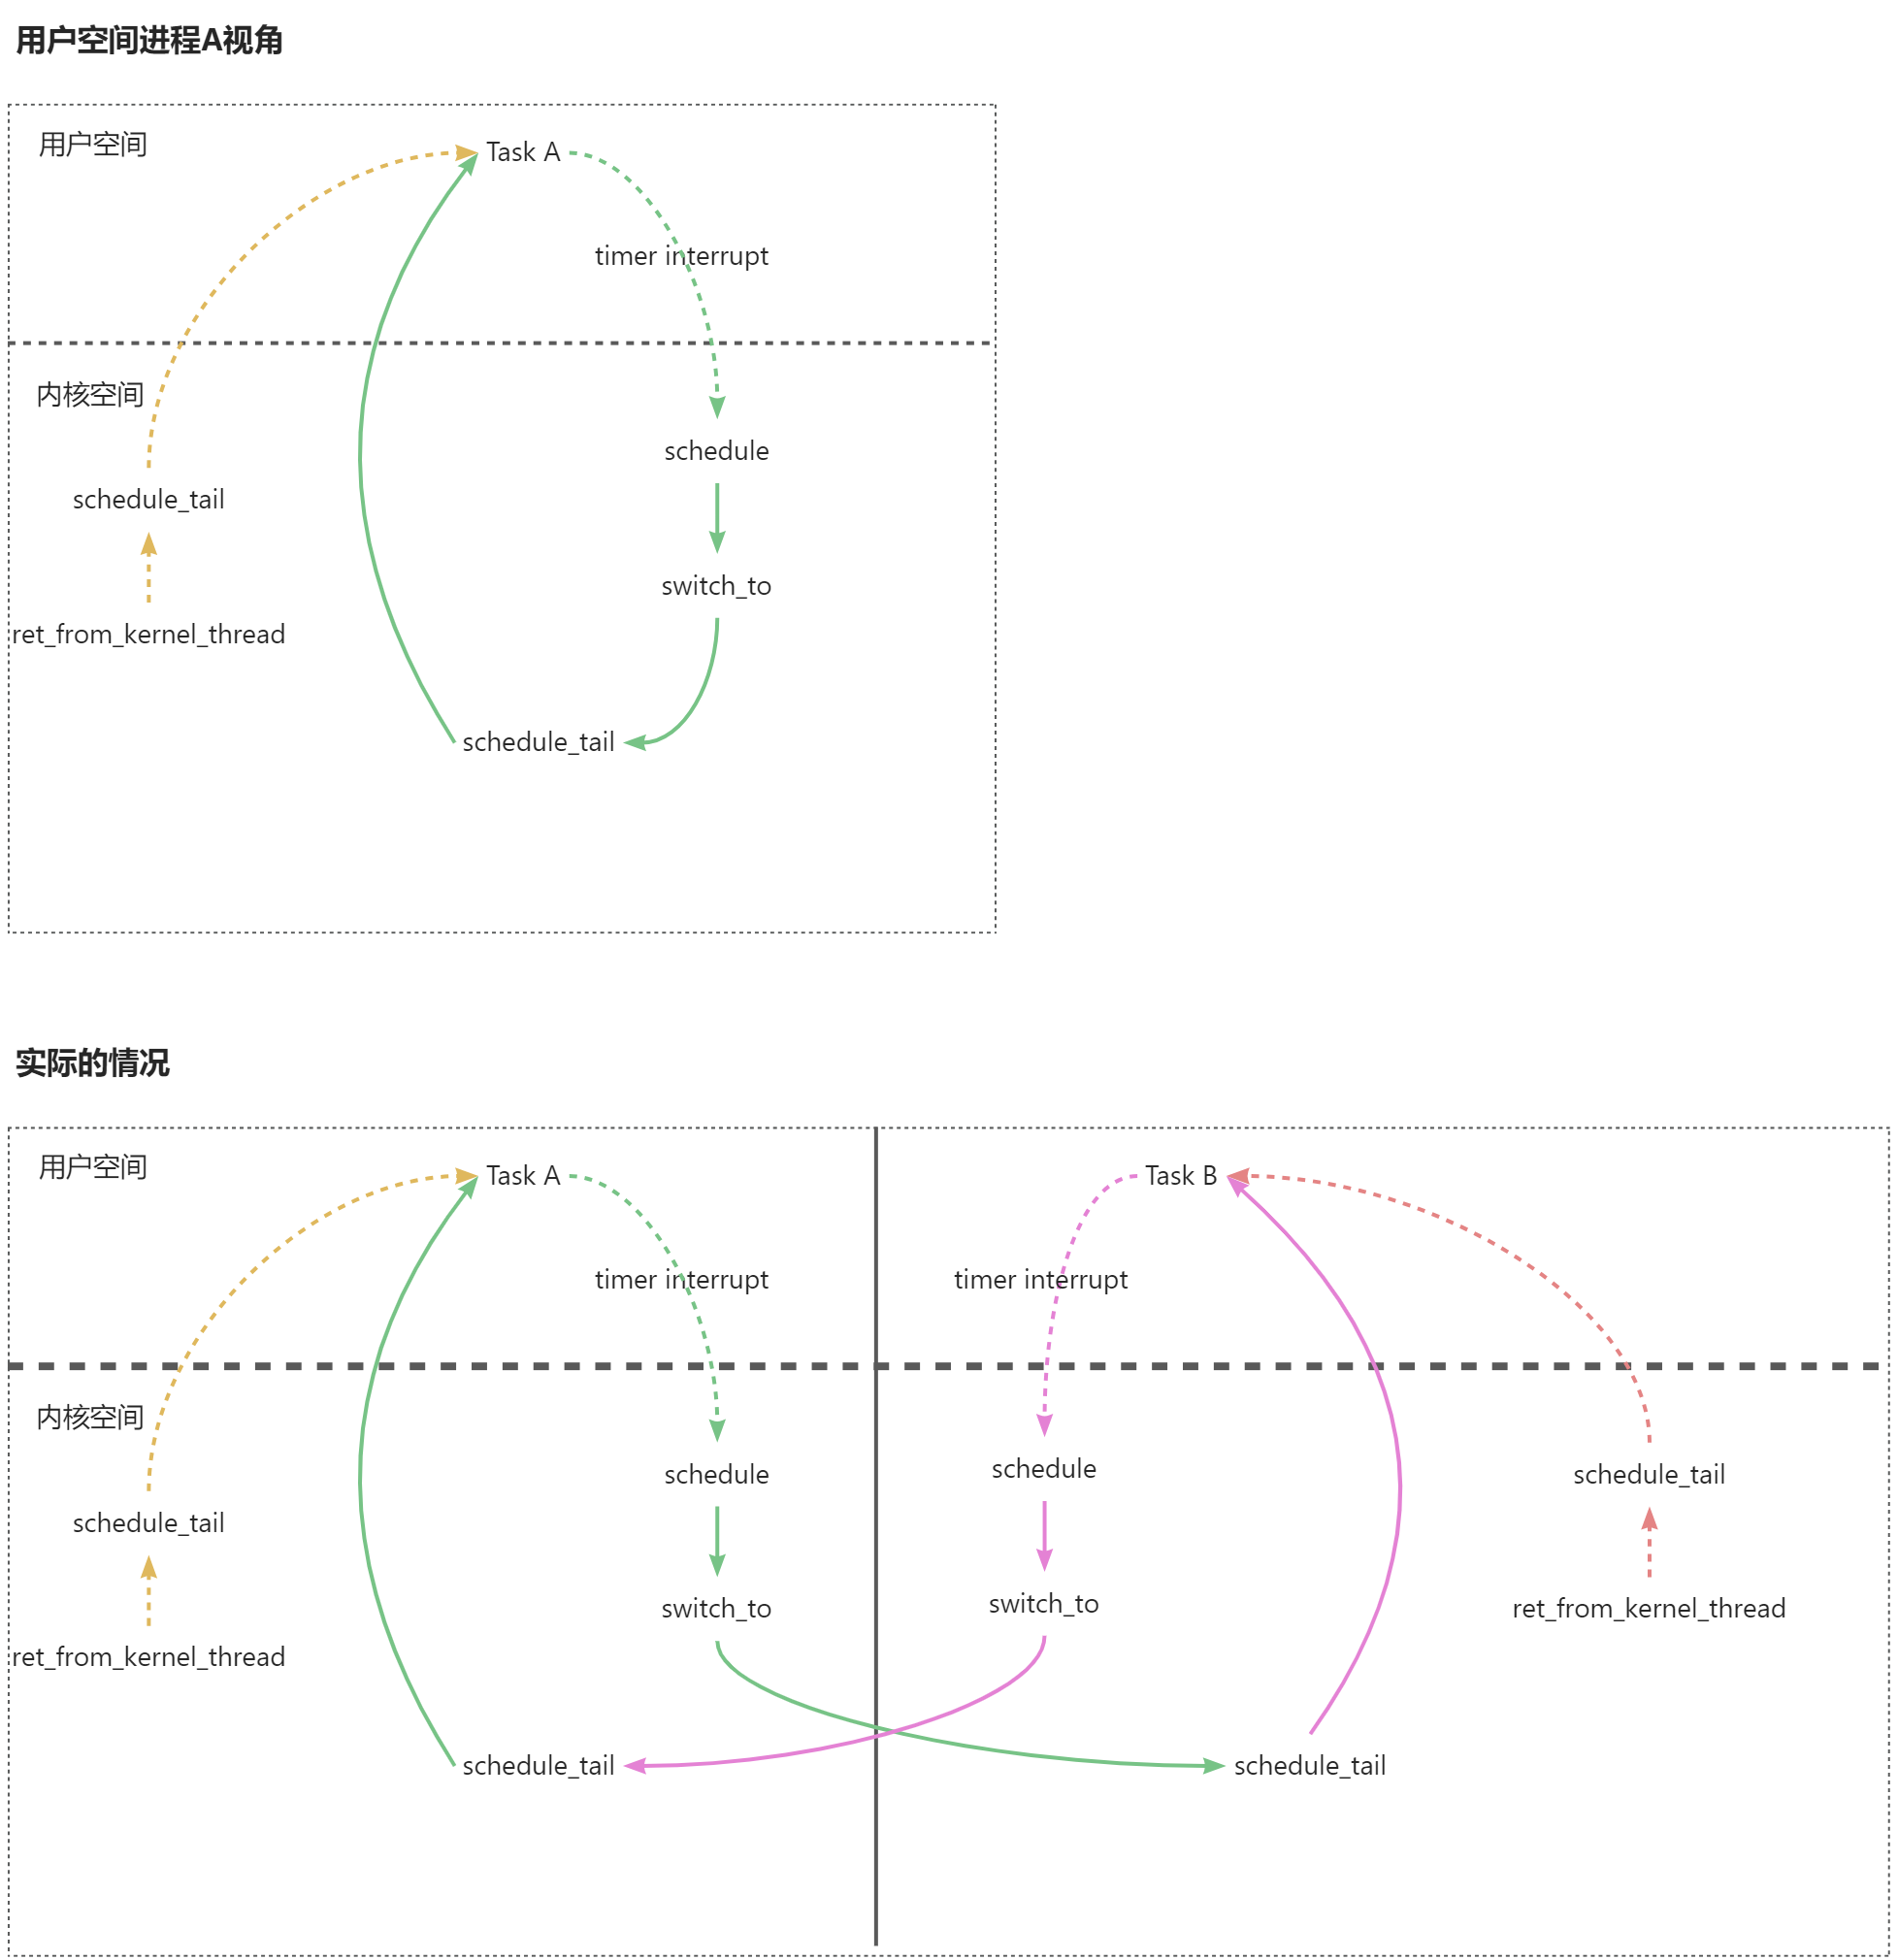 用户空间进程A视角
用户空间
Task A
timer interrupt
内核空间
schedule
schedule_tail
switch_to
ret_from_kernel_thread
schedule_tail
实际的情况
用户空间
Task A
Task B
timer interrupt
timer interrupt
内核空间
schedule
schedule
schedule_tail
schedule_tail
switch_to
switch_to
ret_from_kernel_thread
ret_from_kernel_thread
schedule_tail
schedule_tail